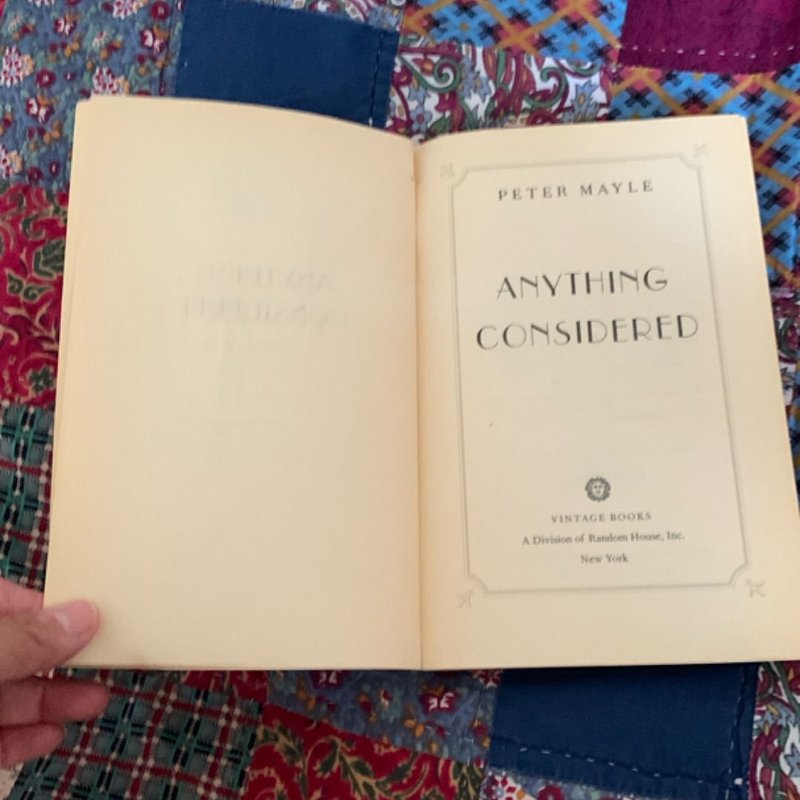 PETER MAYLE
ANYTHING
CONSIDERED
VINTAGE BOOKS
A Division of Random House, Inc.
New York